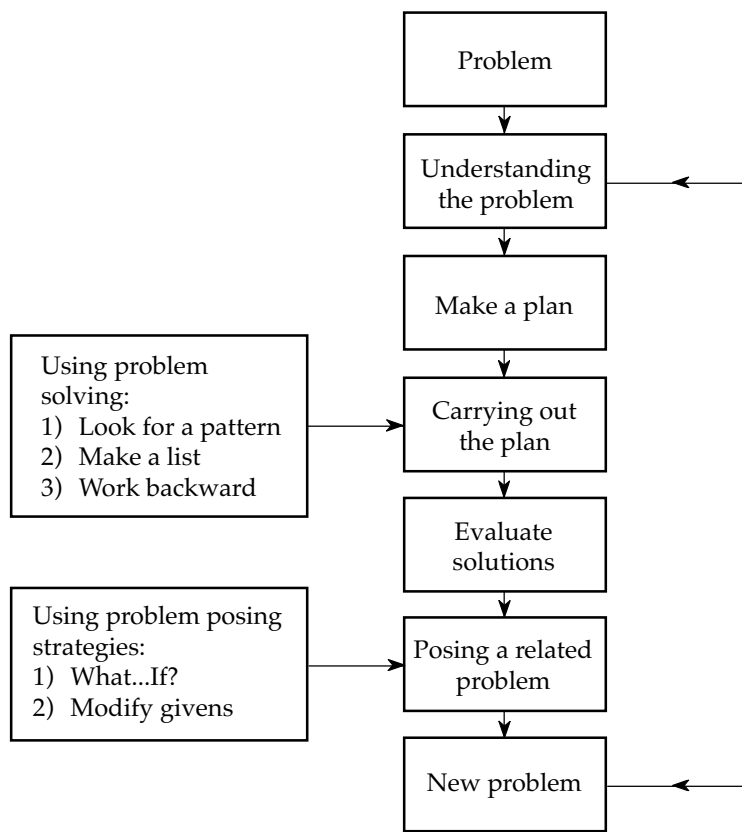 Problem
Understanding
the problem
Make a plan
Using problem
solving:
1) Look for a pattern
2) Make a list
3) Work backward
Carrying out
the plan
Evaluate
solutions
Using problem posing
strategies:
1) What...If?
2) Modify givens
Posing a related
problem
New problem